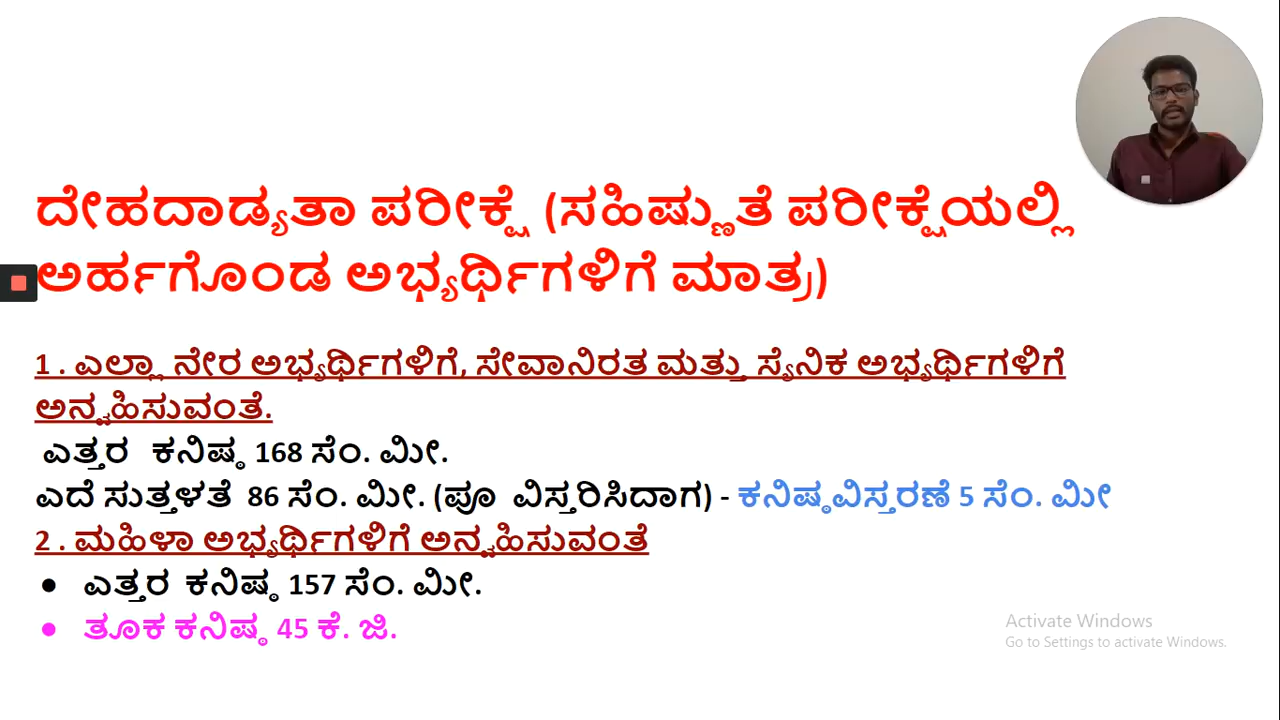 ದೇಹದಾಡ್ಯತಾ ಪರೀಕ್ಷೆ (ಸಹಿಷ್ಣುತೆ ಪರೀಕ್ಷೆಯಲ್ಲಿ
ಅರ್ಹಗೊಂಡ ಅಭ್ಯರ್ಥಿಗಳಿಗೆ ಮಾತ್ರ)
1 . ಎಲ್ಲಾ ನೇರ ಅಭ್ಯರ್ಥಿಗಳಿಗೆ, ಸೇವಾನಿರತ ಮತ್ತು ಸೈನಿಕ ಅಭ್ಯರ್ಥಿಗಳಿಗೆ
ಅನ್ವಹಿಸುವಂತೆ.
ಎತ್ತರ ಕನಿಷ್ಠ 168 ಸೆಂ. ಮೀ.
ಎದೆ ಸುತ್ತಳತೆ 86 ಸೆಂ. ಮೀ. (ಪೂ ವಿಸ್ತರಿಸಿದಾಗ) - ಕನಿಷ್ಠವಿಸ್ತರಣೆ 5 ಸೆಂ. ಮೀ
2 . ಮಹಿಳಾ ಅಭ್ಯರ್ಥಿಗಳಿಗೆ ಅನ್ವಹಿಸುವಂತೆ
● ಎತ್ತರ ಕನಿಷ್ಠ 157 ಸೆಂ. ಮೀ.
● ತೂಕ ಕನಿಷ್ಠ 45 ಕೆ. ಜಿ.
Activate Windows
Go to Settings to activate Windows.